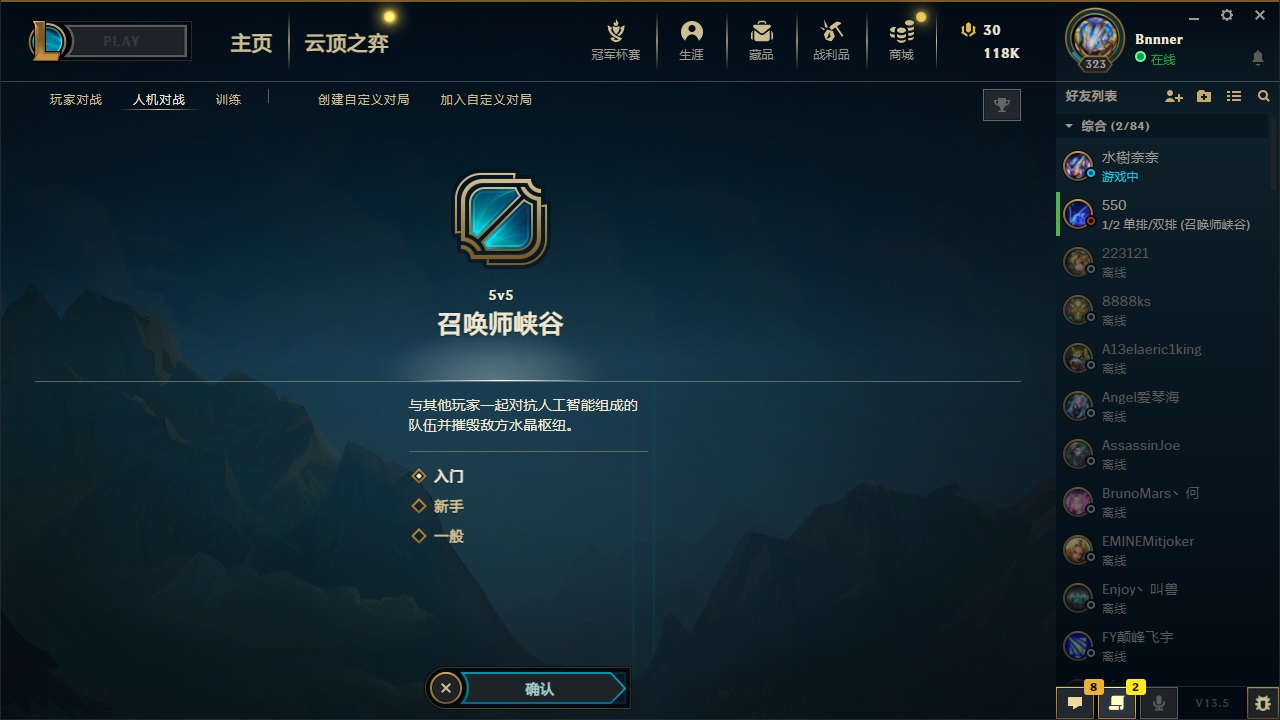 PLAY
主页
云顶之弈
冠军杯赛
生涯
藏品
战利品
商城
30
118K
323
Bnnner
在线
玩家对战
人机对战
训练
创建自定义对局
加入自定义对局
5v5
召唤师峡谷
与其他玩家一起对抗人工智能组成的
队伍并摧毁敌方水晶枢纽。
入门
新手
一般
确认
好友列表
综合 (2/84)
水樹奈奈
游戏中
550
1/2 单排/双排 (召唤师峡谷)
223121
离线
8888ks
离线
A13elaeric1king
离线
Angel爱琴海
离线
AssassinJoe
离线
BrunoMars丶何
离线
EMINEMitjoker
离线
Enjoy丶叫兽
离线
FY颠峰飞宇
离线
8
2
V13.5